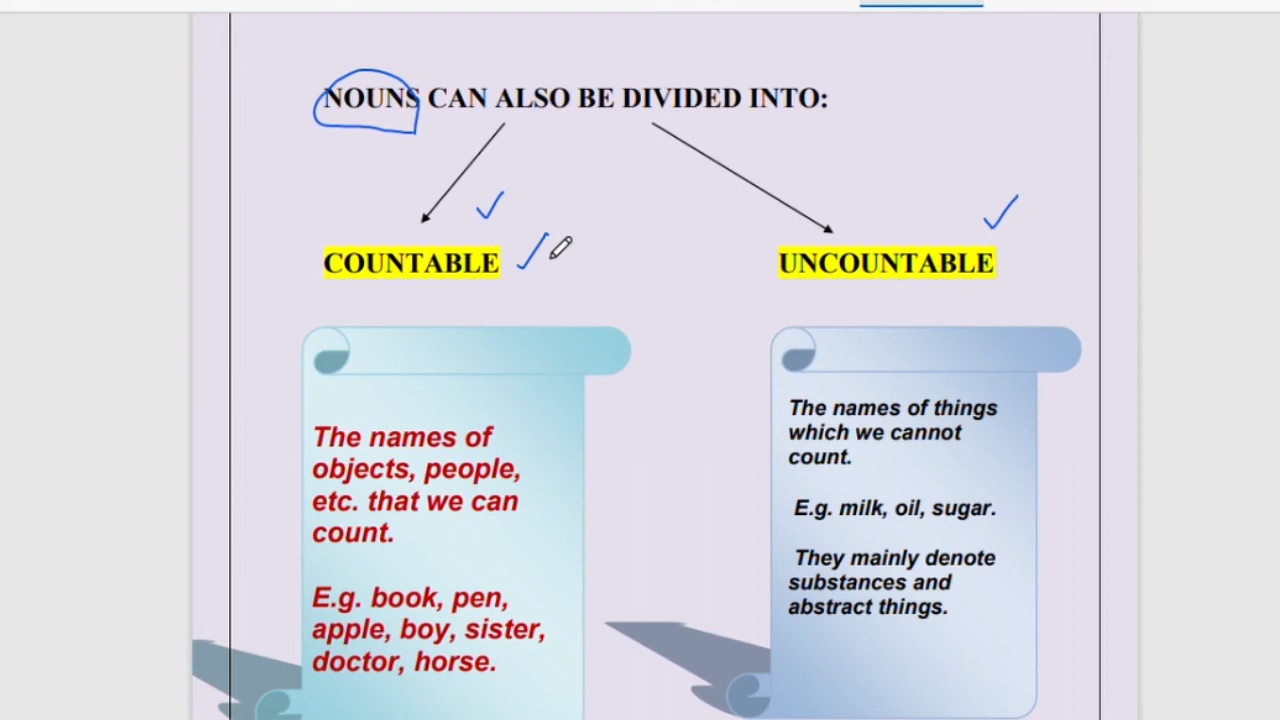 NOUNS CAN ALSO BE DIVIDED INTO:
COUNTABLE
UNCOUNTABLE
The names of
objects, people,
etc. that we can
count.
E.g. book, pen,
apple, boy, sister,
doctor, horse.
The names of things
which we cannot
count.
E.g. milk, oil, sugar.
They mainly denote
substances and
abstract things.